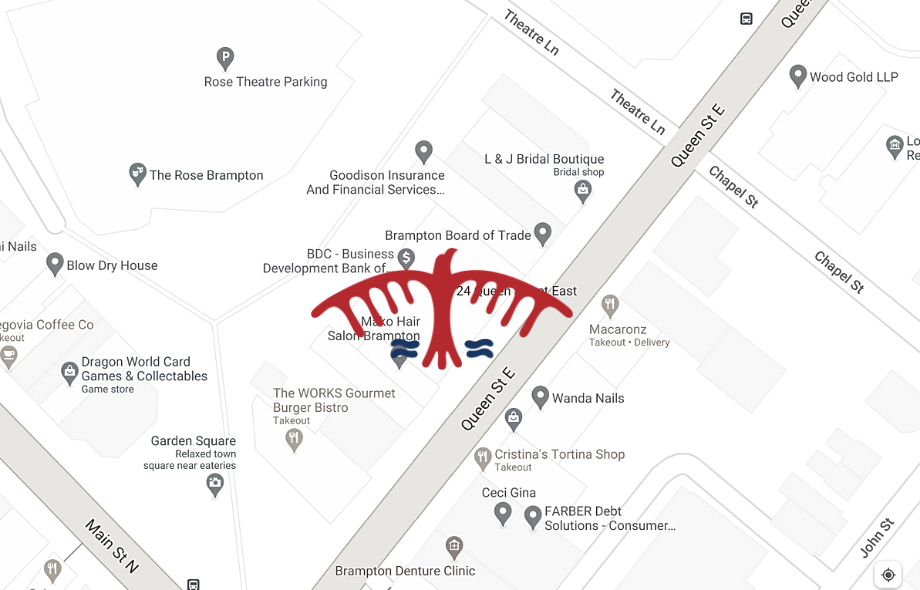 Theatre Ln
Queen
Rose Theatre Parking
Wood Gold LLP
Theatre Ln
Queen St E
The Rose Brampton
Goodison Insurance
And Financial Services...
L & J Bridal Boutique
Bridal shop
Chapel St
Brampton Board of Trade
Nails
Blow Dry House
BDC - Business
Development Bank of...
24 Queen Street East
Chapel St
Mako Hair
Salon Brampton
Macaronz
Takeout • Delivery
egovia Coffee Co
keout
Dragon World Card
Games & Collectables
Game store
The WORKS Gourmet
Burger Bistro
Takeout
Queen St E
Wanda Nails
Garden Square
Relaxed town
square near eateries
Cristina's Tortina Shop
Takeout
Ceci Gina
FARBER Debt
Solutions - Consumer...
Main St N
John St
Brampton Denture Clinic